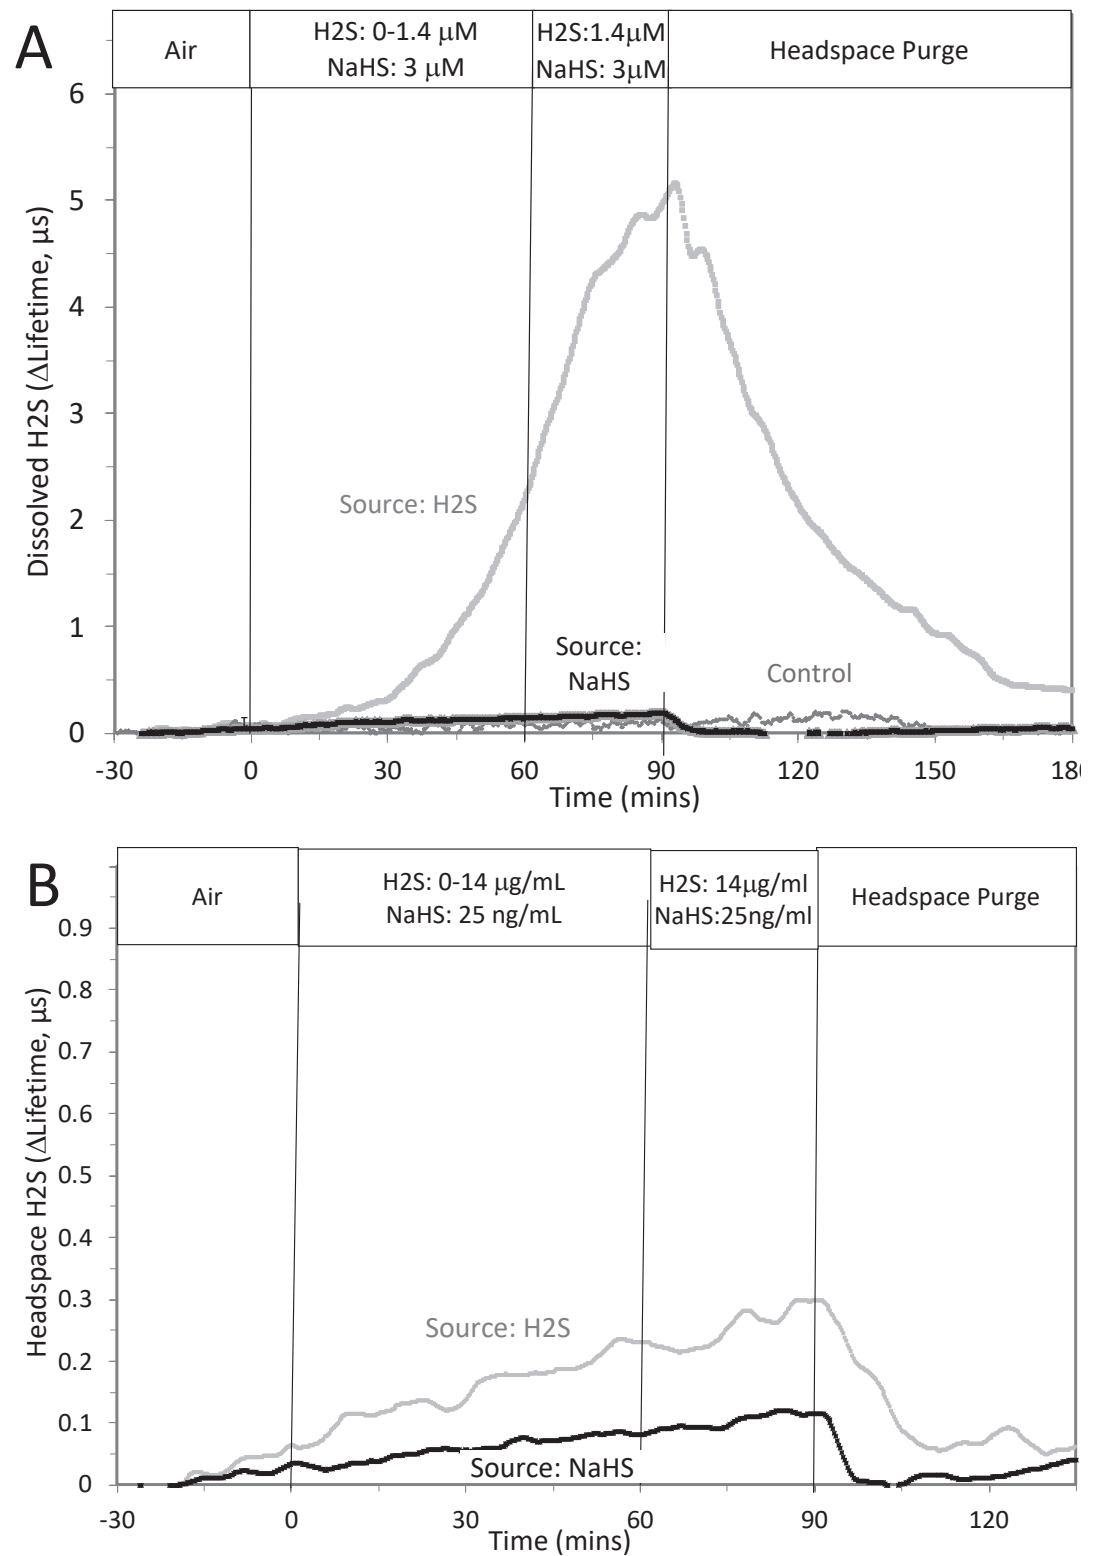 A
Air
H2S: 0-1.4 μM
NaHS: 3 μM
H2S:1.4μM
NaHS: 3μM
Headspace Purge
Dissolved H2S (ΔLifetime, μs)
6
5
4
3
2
1
0
Source: H2S
Source:
NaHS
Control
-30 0 30 60 90 120 150 180
Time (mins)
B
Air
H2S: 0-14 μg/mL
NaHS: 25 ng/mL
H2S: 14μg/ml
NaHS:25ng/ml
Headspace Purge
Headspace H2S (ΔLifetime, μs)
0.9
0.8
0.7
0.6
0.5
0.4
0.3
0.2
0.1
0
Source: H2S
Source: NaHS
-30 0 30 60 90 120
Time (mins)